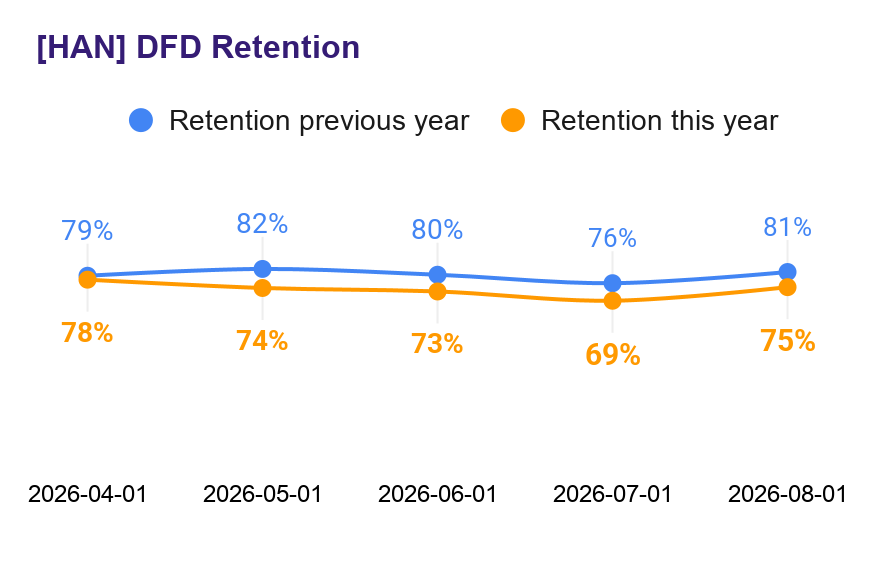 [HAN] DFD Retention
Retention previous year Retention this year
79% 82% 80% 76% 81%
78% 74% 73% 69% 75%
2026-04-01 2026-05-01 2026-06-01 2026-07-01 2026-08-01